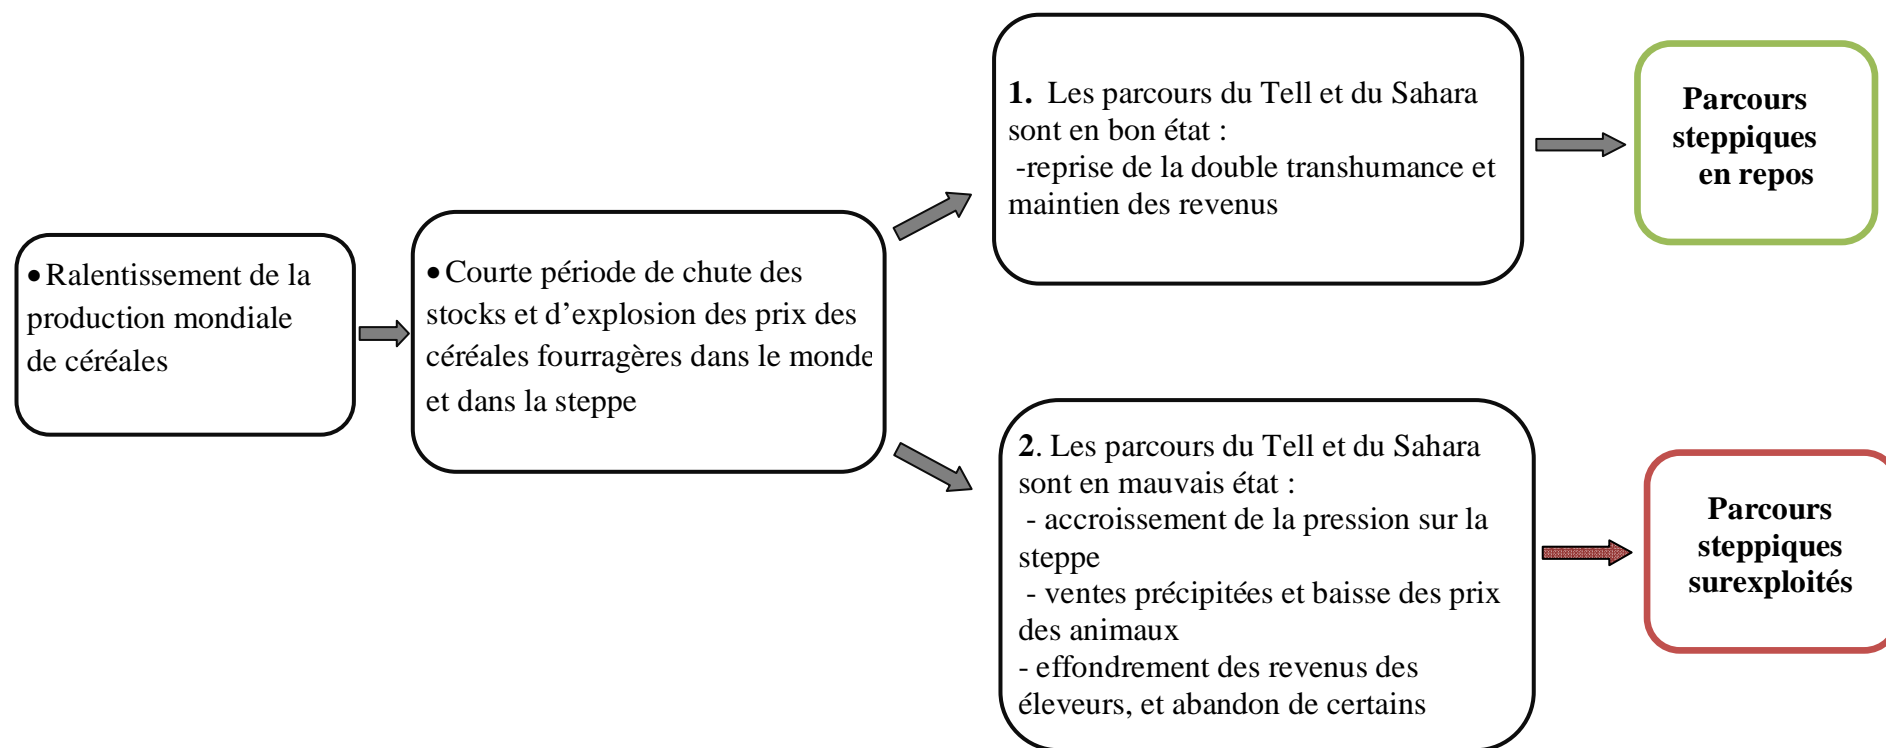 • Ralentissement de la
production mondiale
de céréales
• Courte période de chute des
stocks et d’explosion des prix des
céréales fourragères dans le monde
et dans la steppe
1. Les parcours du Tell et du Sahara
sont en bon état :
-reprise de la double transhumance et
maintien des revenus
Parcours
steppiques
en repos
2. Les parcours du Tell et du Sahara
sont en mauvais état :
- accroissement de la pression sur la
steppe
- ventes précipitées et baisse des prix
des animaux
- effondrement des revenus des
éleveurs, et abandon de certains
Parcours
steppiques
surexploités